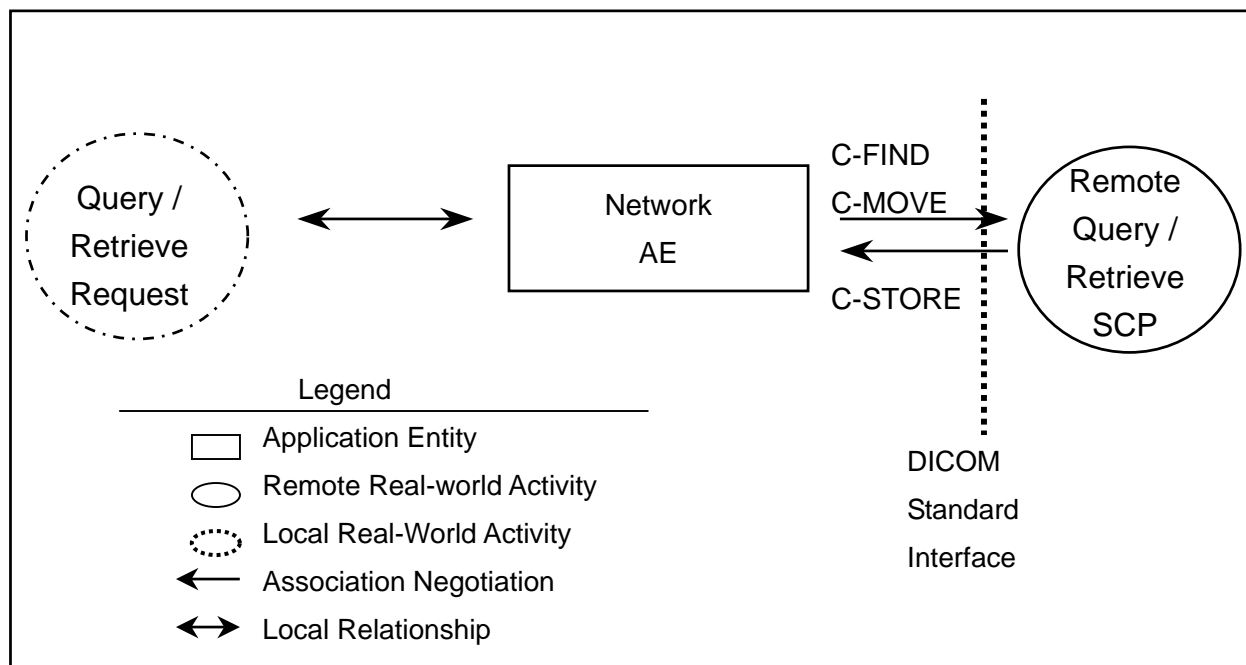 Query /
Retrieve
Request
Network
AE
C-FIND
C-MOVE
C-STORE
Remote
Query /
Retrieve
SCP
DICOM
Standard
Interface
Legend
Application Entity
Remote Real-world Activity
Local Real-World Activity
Association Negotiation
Local Relationship